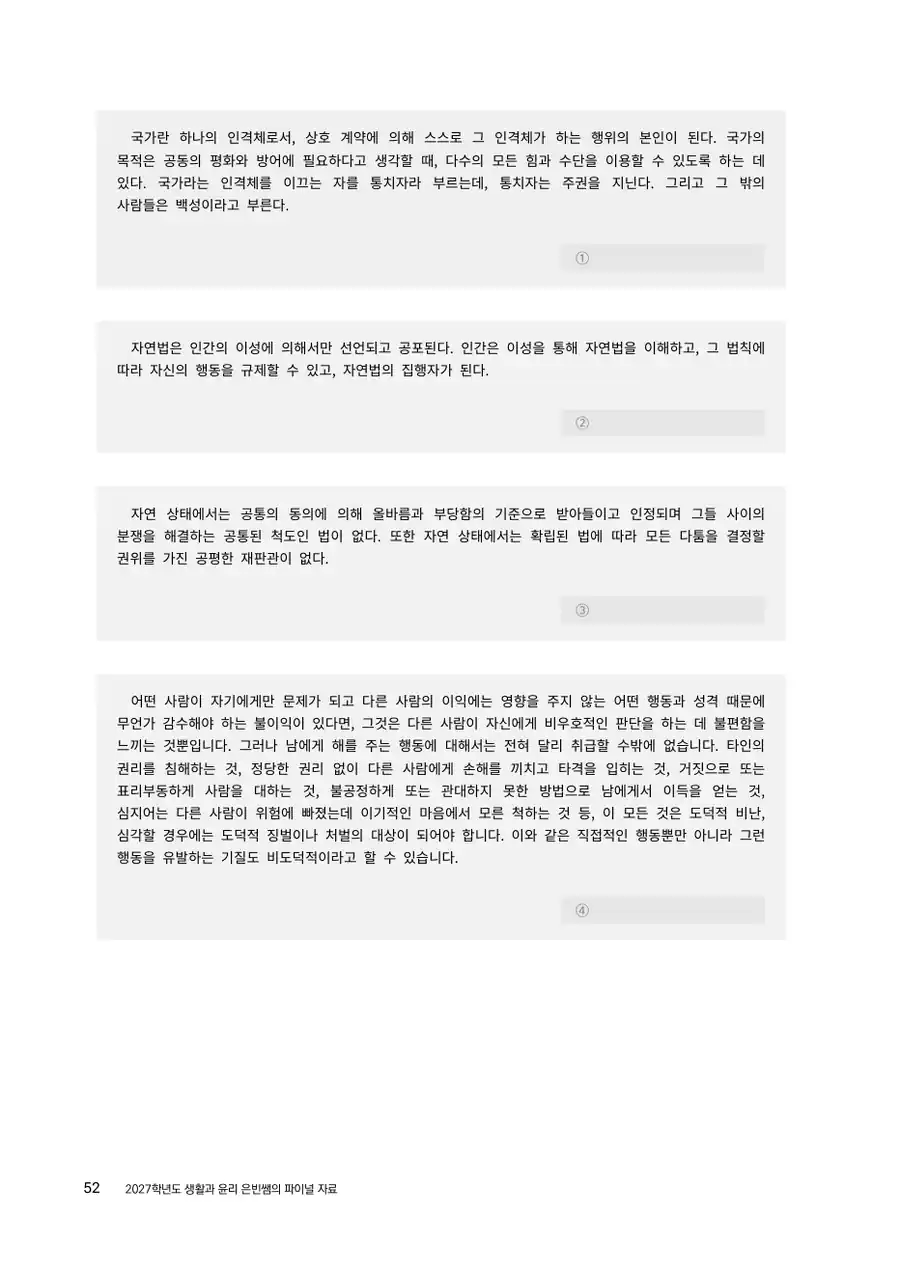 국가란 하나의 인격체로서, 상호 계약에 의해 스스로 그 인격체가 하는 행위의 본인이 된다. 국가의
목적은 공동의 평화와 방어에 필요하다고 생각할 때, 다수의 모든 힘과 수단을 이용할 수 있도록 하는 데
있다. 국가라는 인격체를 이끄는 자를 통치자라 부르는데, 통치자는 주권을 지닌다. 그리고 그 밖의
사람들은 백성이라고 부른다.
①
자연법은 인간의 이성에 의해서만 선언되고 공포된다. 인간은 이성을 통해 자연법을 이해하고, 그 법칙에
따라 자신의 행동을 규제할 수 있고, 자연법의 집행자가 된다.
②
자연 상태에서는 공통의 동의에 의해 올바름과 부당함의 기준으로 받아들이고 인정되며 그들 사이의
분쟁을 해결하는 공통된 척도인 법이 없다. 또한 자연 상태에서는 확립된 법에 따라 모든 다툼을 결정할
권위를 가진 공평한 재판관이 없다.
③
어떤 사람이 자기에게만 문제가 되고 다른 사람의 이익에는 영향을 주지 않는 어떤 행동과 성격 때문에
무언가 감수해야 하는 불이익이 있다면, 그것은 다른 사람이 자신에게 비우호적인 판단을 하는 데 불편함을
느끼는 것뿐입니다. 그러나 남에게 해를 주는 행동에 대해서는 전혀 달리 취급할 수밖에 없습니다. 타인의
권리를 침해하는 것, 정당한 권리 없이 다른 사람에게 손해를 끼치고 타격을 입히는 것, 거짓으로 또는
표리부동하게 사람을 대하는 것, 불공정하게 또는 관대하지 못한 방법으로 남에게서 이득을 얻는 것,
심지어는 다른 사람이 위험에 빠졌는데 이기적인 마음에서 모른 척하는 것 등, 이 모든 것은 도덕적 비난,
심각할 경우에는 도덕적 징벌이나 처벌의 대상이 되어야 합니다. 이와 같은 직접적인 행동뿐만 아니라 그런
행동을 유발하는 기질도 비도덕적이라고 할 수 있습니다.
④
52 2027학년도 생활과 윤리 은빈쌤의 파이널 자료